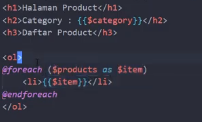 <h1>Halaman Product</h1>
<h2>Category : {{$category}}</h2>
<h3>Daftar Product</h3>
<ol>
@foreach ($products as $item)
<li>{{$item}}</li>
@endforeach
</ol>